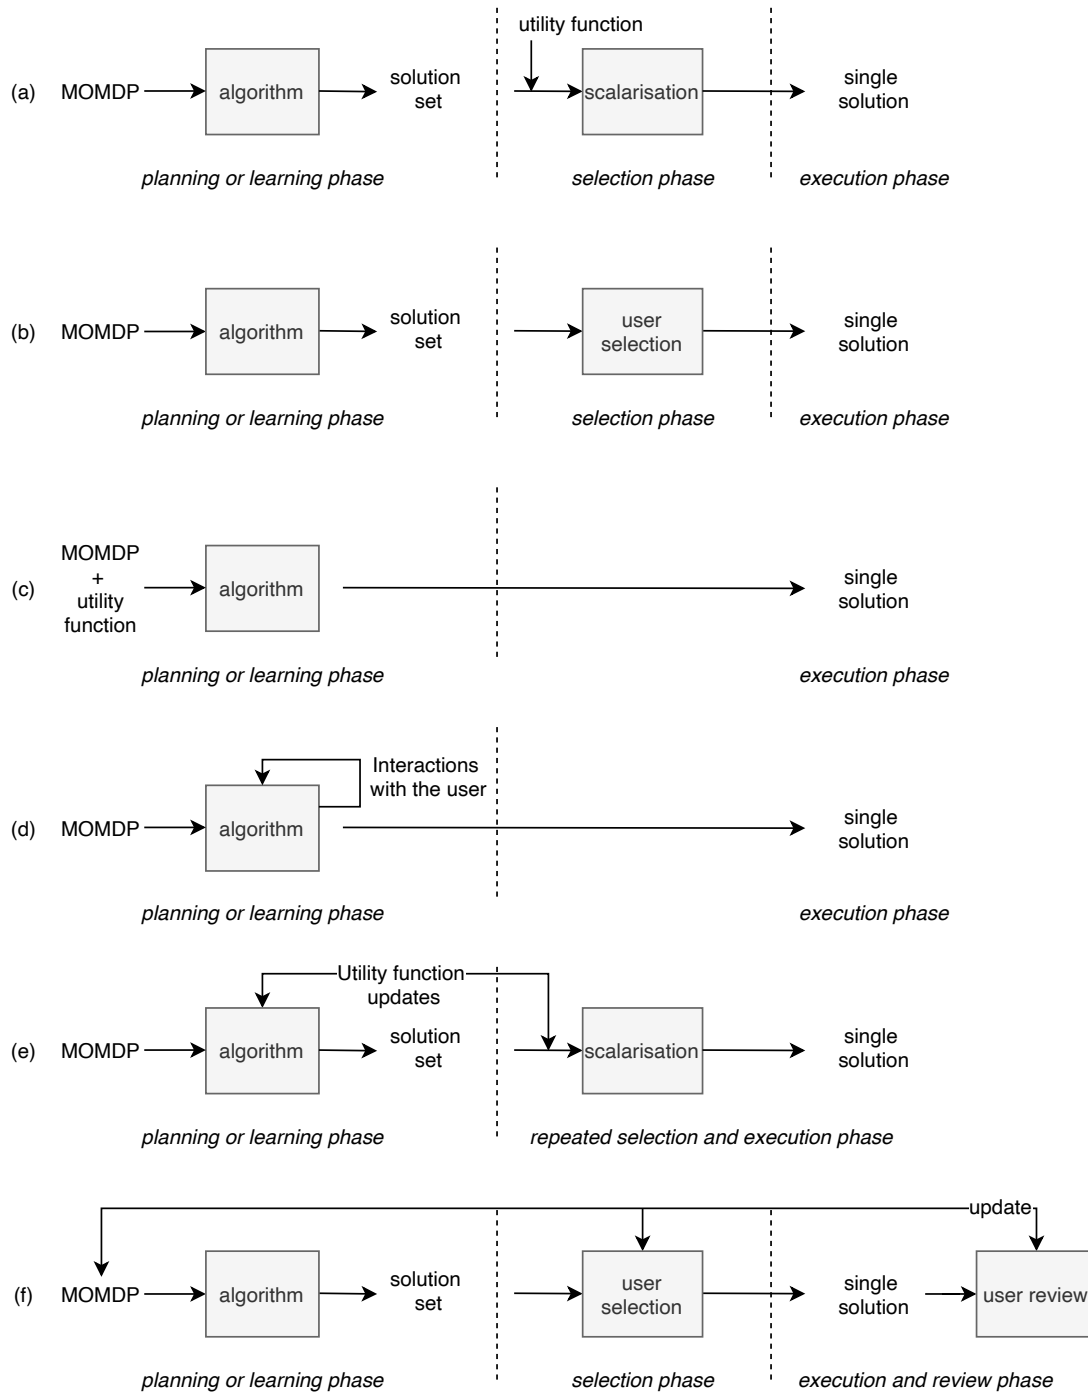 utility function
(a)
MOMDP
algorithm
solution
set
scalarisation
single
solution
planning or learning phase
selection phase
execution phase
(b)
MOMDP
algorithm
solution
set
user
selection
single
solution
planning or learning phase
selection phase
execution phase
(c)
MOMDP
+
utility
function
algorithm
single
solution
planning or learning phase
execution phase
Interactions
with the user
(d)
MOMDP
algorithm
single
solution
planning or learning phase
execution phase
Utility function
updates
(e)
MOMDP
algorithm
solution
set
scalarisation
single
solution
planning or learning phase
repeated selection and execution phase
update
(f)
MOMDP
algorithm
solution
set
user
selection
single
solution
user review
planning or learning phase
selection phase
execution and review phase